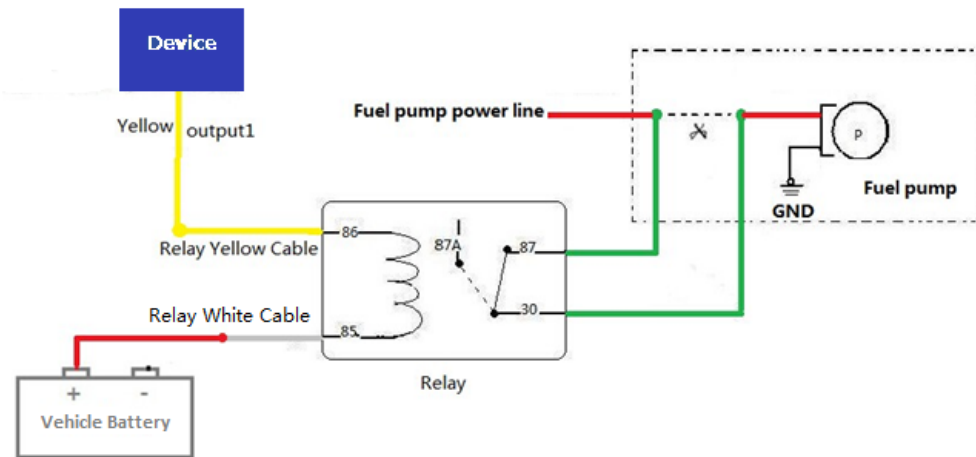 Device
Yellow
output1
Fuel pump power line
P
Fuel pump
GND
Relay Yellow Cable
86
87A
87
Relay White Cable
85
30
Relay
+ -
Vehicle Battery